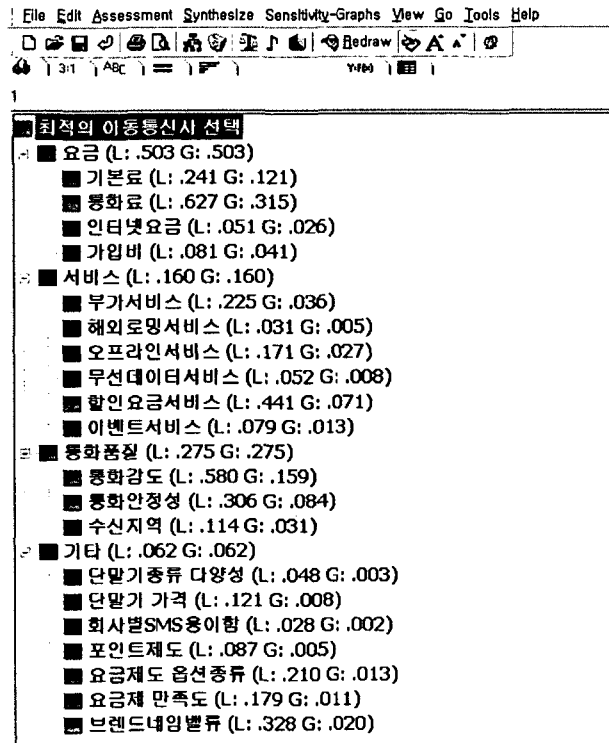 File Edit Assessment Synthesize Sensitivity-Graphs View Go Tools Help
Redraw A A
3:1 ABC Y=f(x)
1
최적의 이동통신사 선택
요금 (L: .503 G: .503)
기본료 (L: .241 G: .121)
통화료 (L: .627 G: .315)
인터넷요금 (L: .051 G: .026)
가입비 (L: .081 G: .041)
서비스 (L: .160 G: .160)
부가서비스 (L: .225 G: .036)
해외로밍서비스 (L: .031 G: .005)
오프라인서비스 (L: .171 G: .027)
무선데이터서비스 (L: .052 G: .008)
할인요금서비스 (L: .441 G: .071)
이벤트서비스 (L: .079 G: .013)
통화품질 (L: .275 G: .275)
통화감도 (L: .580 G: .159)
통화안정성 (L: .306 G: .084)
수신지역 (L: .114 G: .031)
기타 (L: .062 G: .062)
단말기종류 다양성 (L: .048 G: .003)
단말기 가격 (L: .121 G: .008)
회사별SMS용이함 (L: .028 G: .002)
포인트제도 (L: .087 G: .005)
요금제도 옵션종류 (L: .210 G: .013)
요금제 만족도 (L: .179 G: .011)
브랜드네임밸류 (L: .328 G: .020)